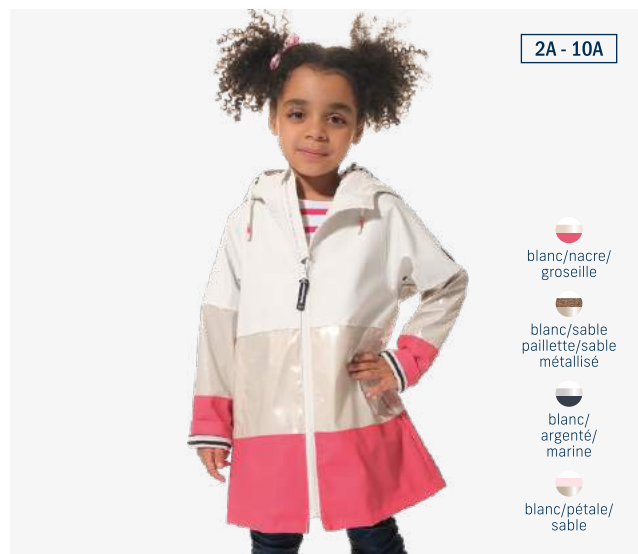 2A - 10A
blanc/nacre/
groseille
blanc/sable
paillette/sable
métallisé
blanc/
argenté/
marine
blanc/pétale/
sable